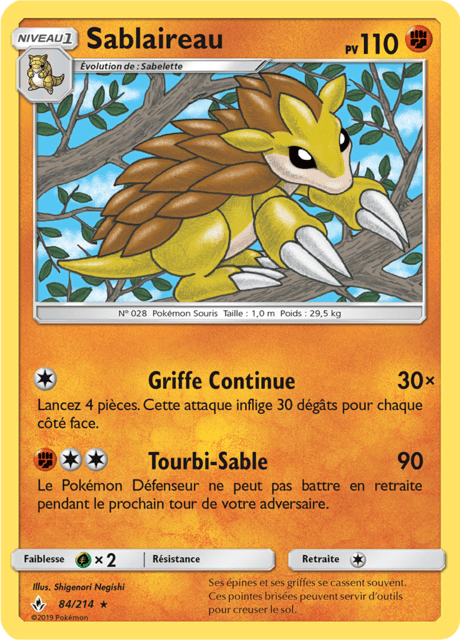 NIVEAU 1
Sablaireau
PV 110
Évolution de : Sabelette
N° 028 Pokémon Souris Taille : 1,0 m Poids : 29,5 kg
Griffe Continue 30×
Lancez 4 pièces. Cette attaque inflige 30 dégâts pour chaque
côté face.
Tourbi-Sable 90
Le Pokémon Défenseur ne peut pas battre en retraite
pendant le prochain tour de votre adversaire.
Faiblesse × 2 Résistance Retraite
Illus. Shigenori Negishi
84/214 ★
©2019 Pokémon
Ses épines et ses griffes se cassent souvent.
Ces pointes brisées peuvent servir d'outils
pour creuser le sol.